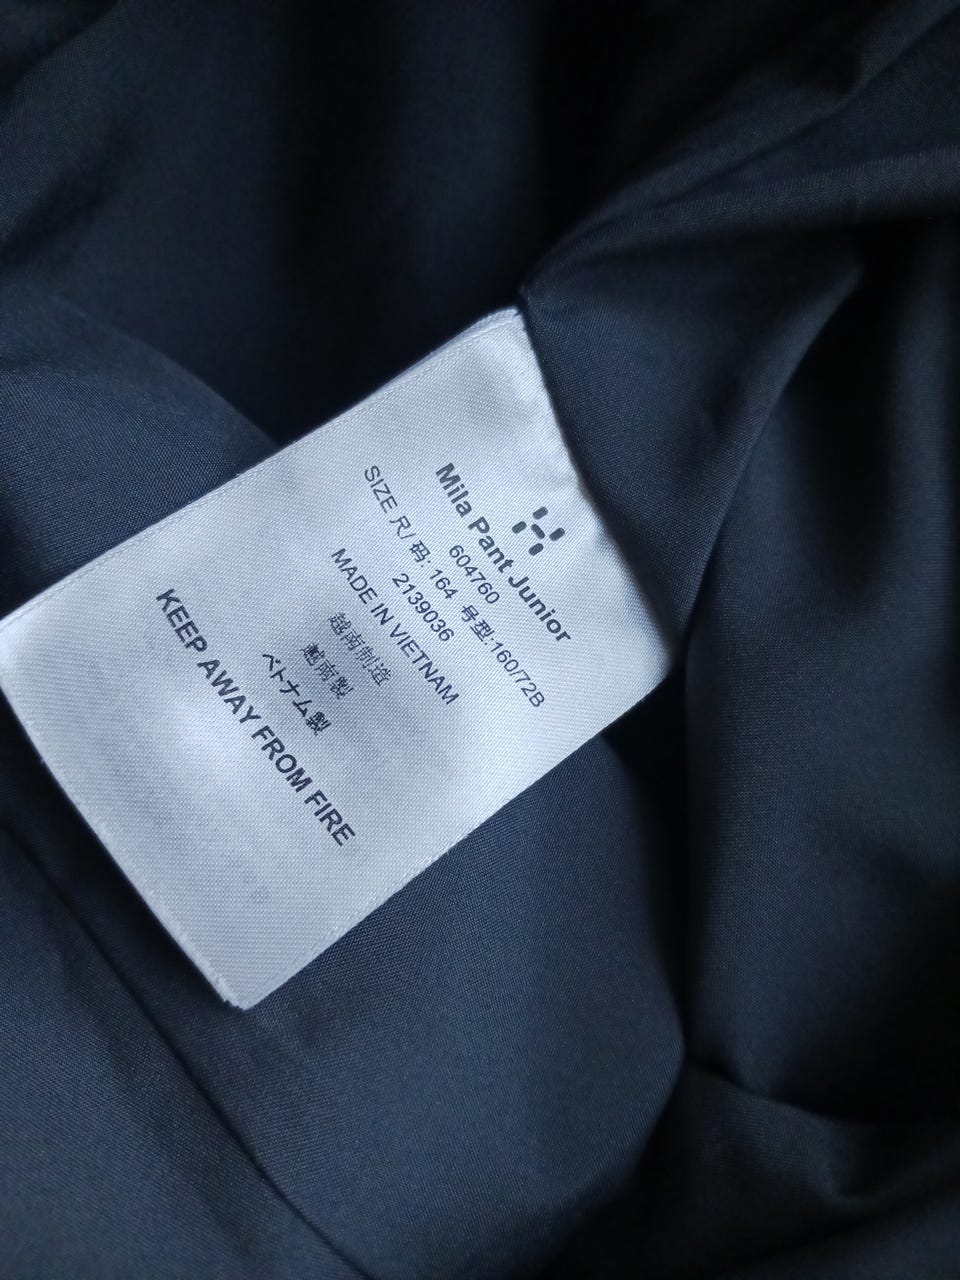 Mila Pant Junior
604760
SIZE 尺/ 码: 164 号型:160/72B
2139036
MADE IN VIETNAM
越南制造
越南製
ベトナム製
KEEP AWAY FROM FIRE